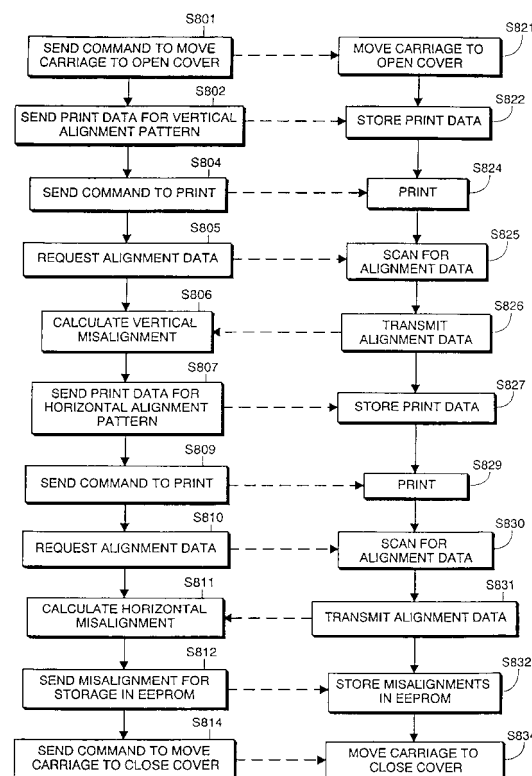 S801
SEND COMMAND TO MOVE
CARRIAGE TO OPEN COVER
S821
MOVE CARRIAGE TO
OPEN COVER
S802
SEND PRINT DATA FOR VERTICAL
ALIGNMENT PATTERN
S822
STORE PRINT DATA
S804
SEND COMMAND TO PRINT
S824
PRINT
S805
REQUEST ALIGNMENT DATA
S825
SCAN FOR
ALIGNMENT DATA
S806
CALCULATE VERTICAL
MISALIGNMENT
S826
TRANSMIT
ALIGNMENT DATA
S807
SEND PRINT DATA FOR
HORIZONTAL ALIGNMENT
PATTERN
S827
STORE PRINT DATA
S809
SEND COMMAND TO PRINT
S829
PRINT
S810
REQUEST ALIGNMENT DATA
S830
SCAN FOR
ALIGNMENT DATA
S811
CALCULATE HORIZONTAL
MISALIGNMENT
S831
TRANSMIT ALIGNMENT DATA
S812
SEND MISALIGNMENT FOR
STORAGE IN EEPROM
S832
STORE MISALIGNMENTS
IN EEPROM
S814
SEND COMMAND TO MOVE
CARRIAGE TO CLOSE COVER
S834
MOVE CARRIAGE TO
CLOSE COVER